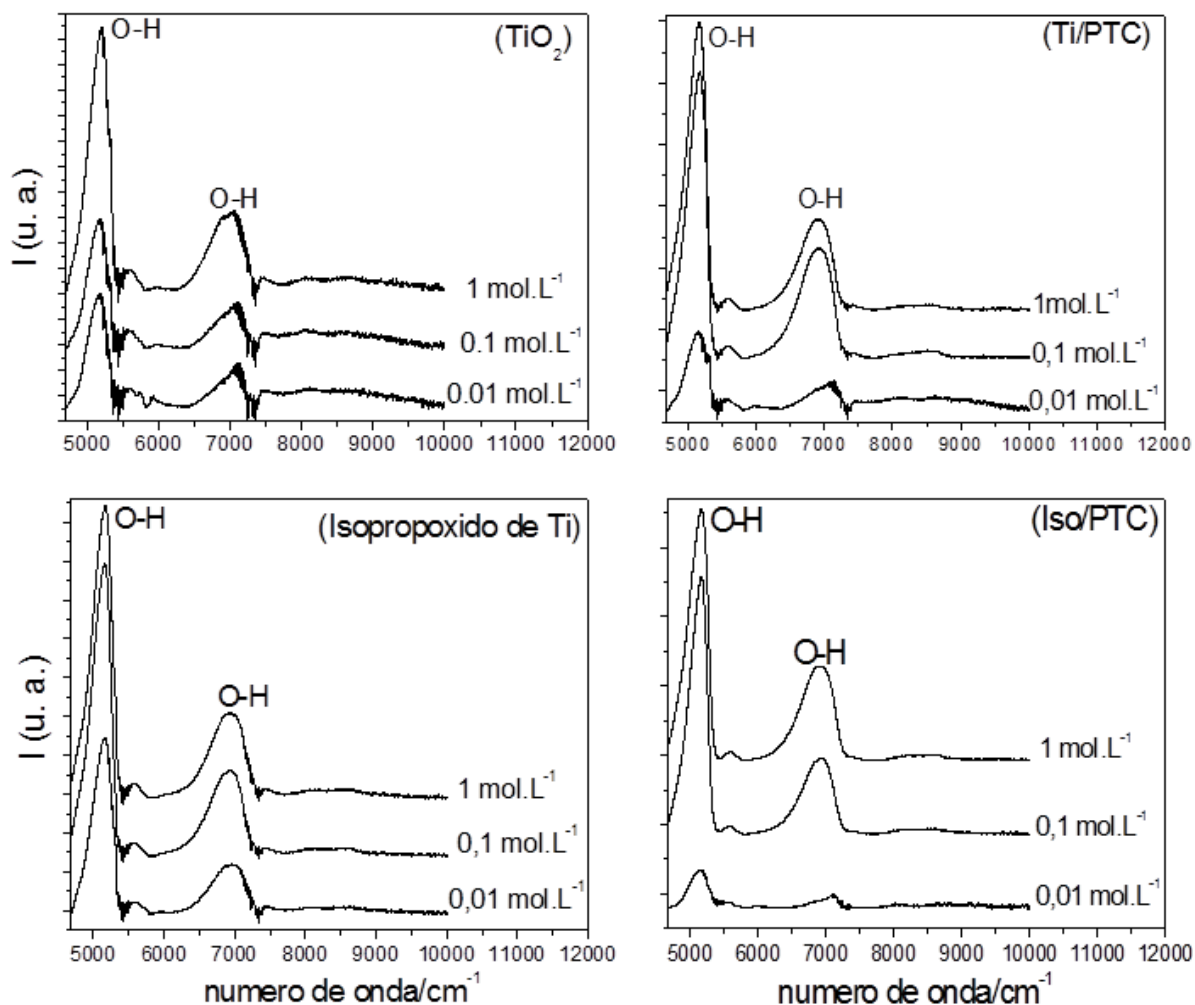 O-H
(TiO2)
O-H
1 mol.L-1
0.1 mol.L-1
0.01 mol.L-1
I (u. a.)
5000 6000 7000 8000 9000 10000 11000 12000
O-H
(Ti/PTC)
O-H
1mol.L-1
0,1 mol.L-1
0,01 mol.L-1
5000 6000 7000 8000 9000 10000 11000 12000
O-H
(Isopropoxido de Ti)
O-H
1 mol.L-1
0,1 mol.L-1
0,01 mol.L-1
I (u. a.)
5000 6000 7000 8000 9000 10000 11000 12000
numero de onda/cm-1
O-H
(Iso/PTC)
O-H
1 mol.L-1
0,1 mol.L-1
0,01 mol.L-1
5000 6000 7000 8000 9000 10000 11000 12000
numero de onda/cm-1